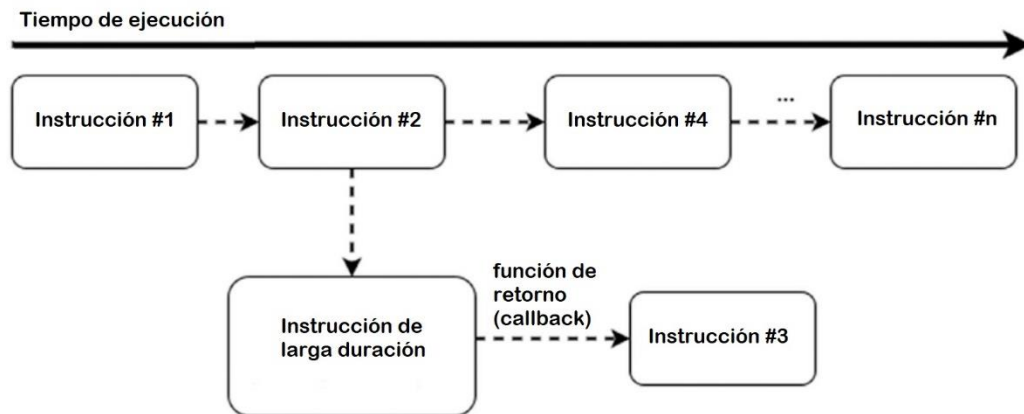 Tiempo de ejecución
Instrucción #1
Instrucción #2
Instrucción #4
...
Instrucción #n
función de
retorno
(callback)
Instrucción de
larga duración
Instrucción #3